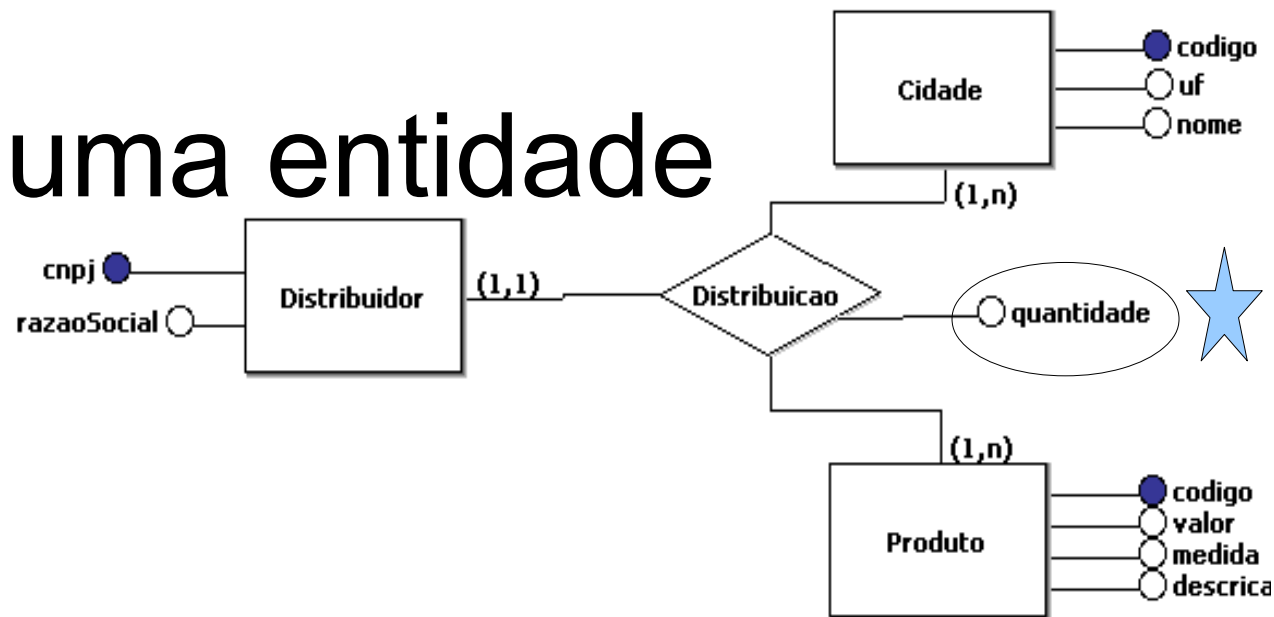 codigo
uf
nome
Cidade
uma entidade
(1,n)
cnpj
razaoSocial
Distribuidor
(1,1)
Distribuicao
quantidade
(1,n)
Produto
codigo
valor
medida
descrica